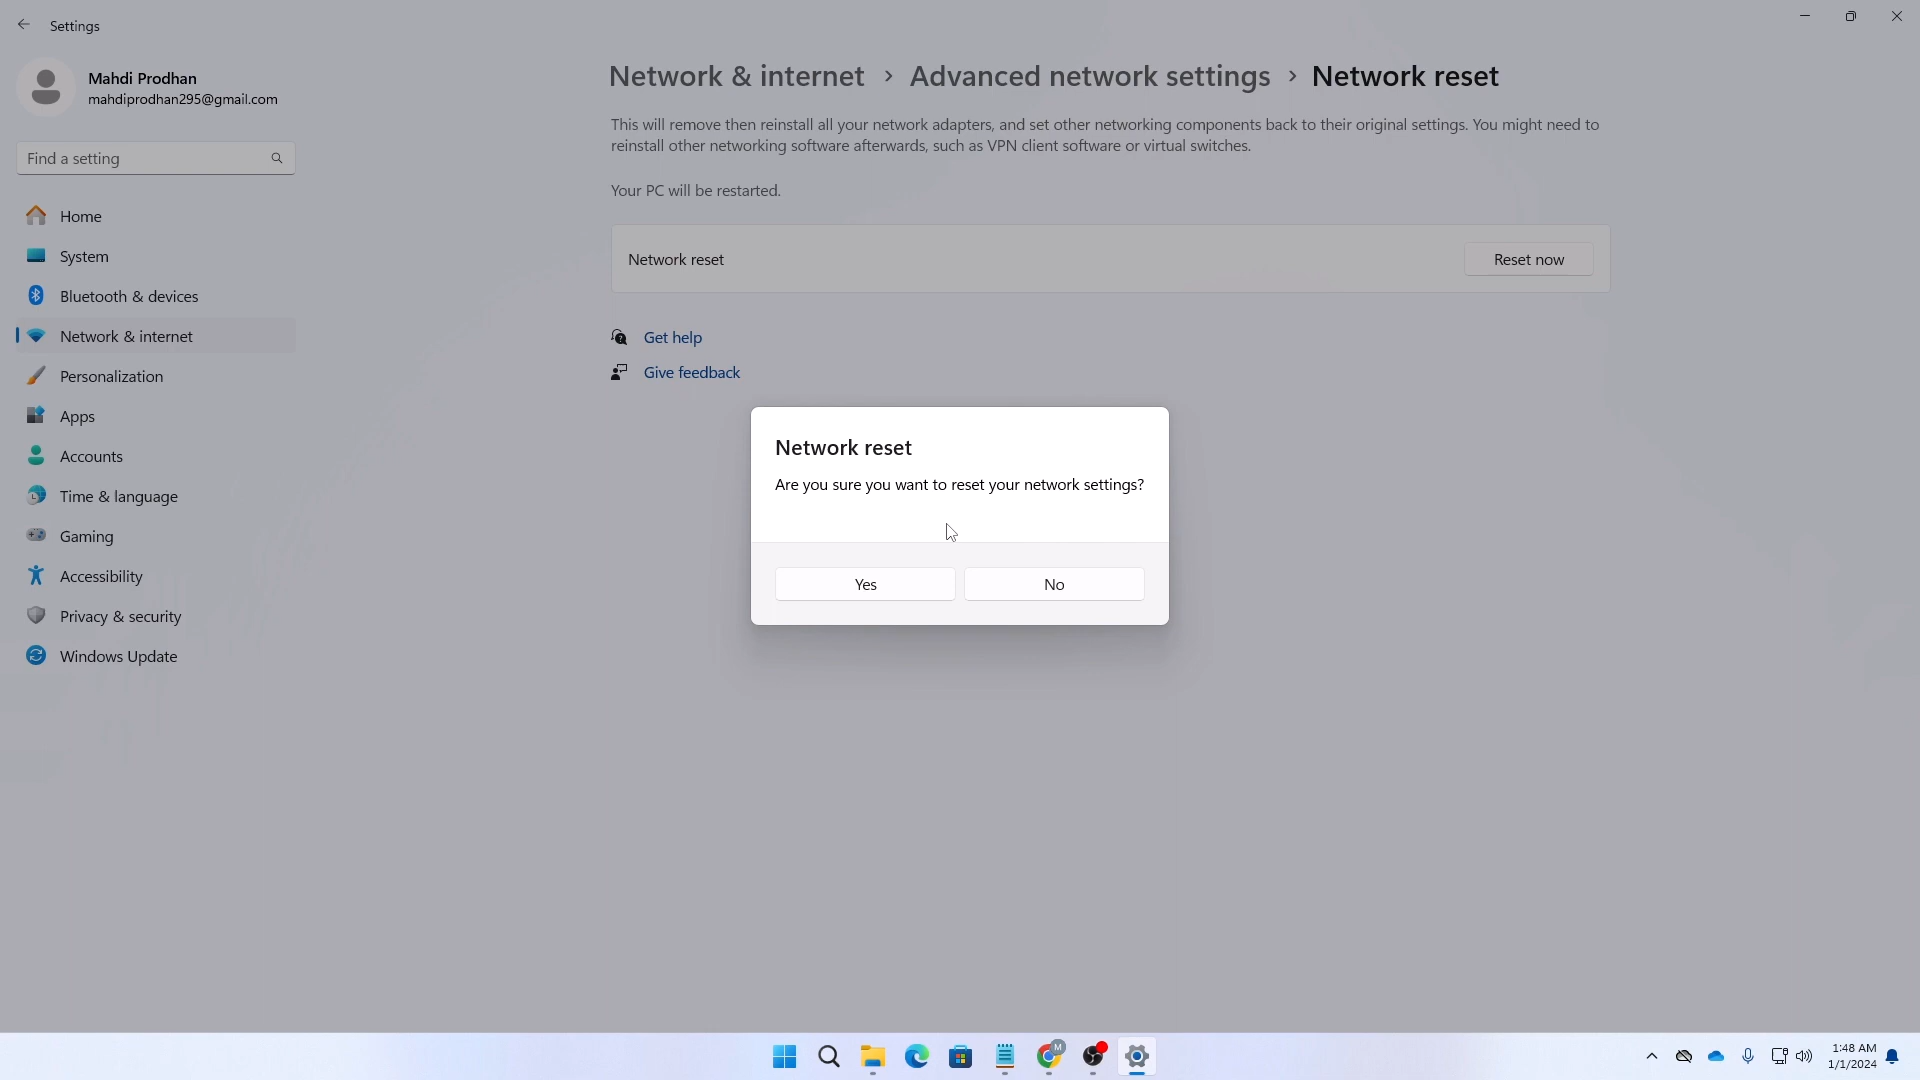 Settings
Mahdi Prodhan
mahdiprodhan295@gmail.com
Find a setting
Home
System
Bluetooth & devices
Network & internet
Personalization
Apps
Accounts
Time & language
Gaming
Accessibility
Privacy & security
Windows Update
Network & internet > Advanced network settings > Network reset
This will remove then reinstall all your network adapters, and set other networking components back to their original settings. You might need to
reinstall other networking software afterwards, such as VPN client software or virtual switches.
Your PC will be restarted.
Network reset Reset now
Get help
Give feedback
Network reset
Are you sure you want to reset your network settings?
Yes No
M
1:48 AM
1/1/2024